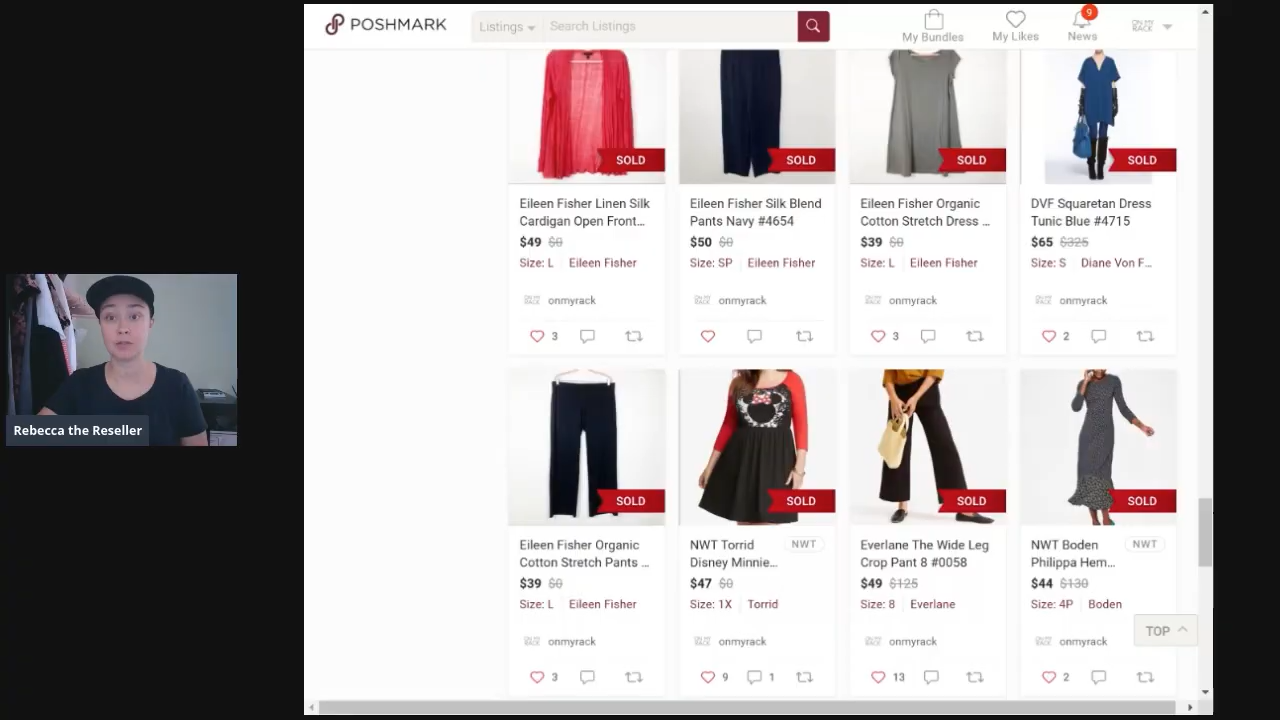 POSHMARK
Listings
Search Listings
My Bundles
My Likes
9
News
ON MY
RACK
SOLD
SOLD
SOLD
SOLD
Eileen Fisher Linen Silk
Cardigan Open Front...
$49 $0
Size: L Eileen Fisher
onmyrack
3
Eileen Fisher Silk Blend
Pants Navy #4654
$50 $0
Size: SP Eileen Fisher
onmyrack
Eileen Fisher Organic
Cotton Stretch Dress ...
$39 $0
Size: L Eileen Fisher
onmyrack
3
DVF Squaretan Dress
Tunic Blue #4715
$65 $325
Size: S Diane Von F...
onmyrack
2
Rebecca the Reseller
SOLD
SOLD
SOLD
SOLD
Eileen Fisher Organic
Cotton Stretch Pants ...
$39 $0
Size: L Eileen Fisher
onmyrack
3
NWT Torrid NWT
Disney Minnie...
$47 $0
Size: 1X Torrid
onmyrack
9 1
Everlane The Wide Leg
Crop Pant 8 #0058
$49 $125
Size: 8 Everlane
onmyrack
13
NWT Boden NWT
Philippa Hem...
$44 $130
Size: 4P Boden
onmyrack
2
TOP